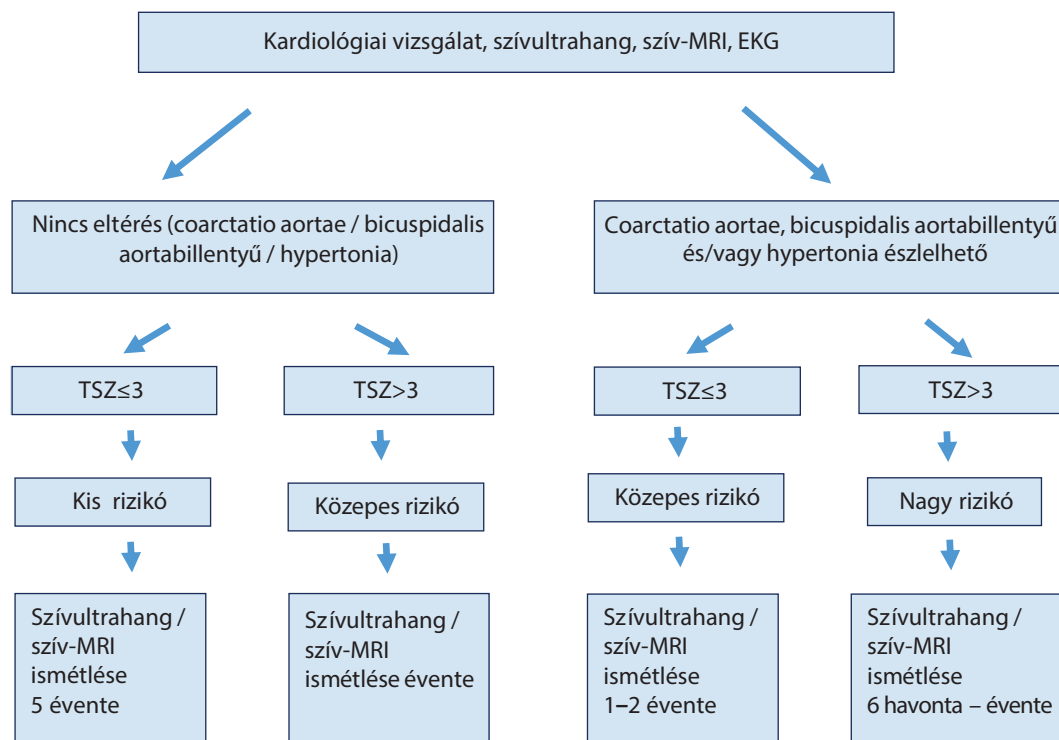 Kardiológiai vizsgálat, szívultrahang, szív-MRI, EKG
Nincs eltérés (coarctatio aortae / bicuspidalis
aortabillentyű / hypertonia)
Coarctatio aortae, bicuspidalis aortabillentyű
és/vagy hypertonia észlelhető
TSZ≤3
TSZ>3
TSZ≤3
TSZ>3
Kis rizikó
Közepes rizikó
Közepes rizikó
Nagy rizikó
Szívultrahang /
szív-MRI
ismétlése
5 évente
Szívultrahang /
szív-MRI
ismétlése évente
Szívultrahang /
szív-MRI
ismétlése
1–2 évente
Szívultrahang /
szív-MRI
ismétlése
6 havonta – évente